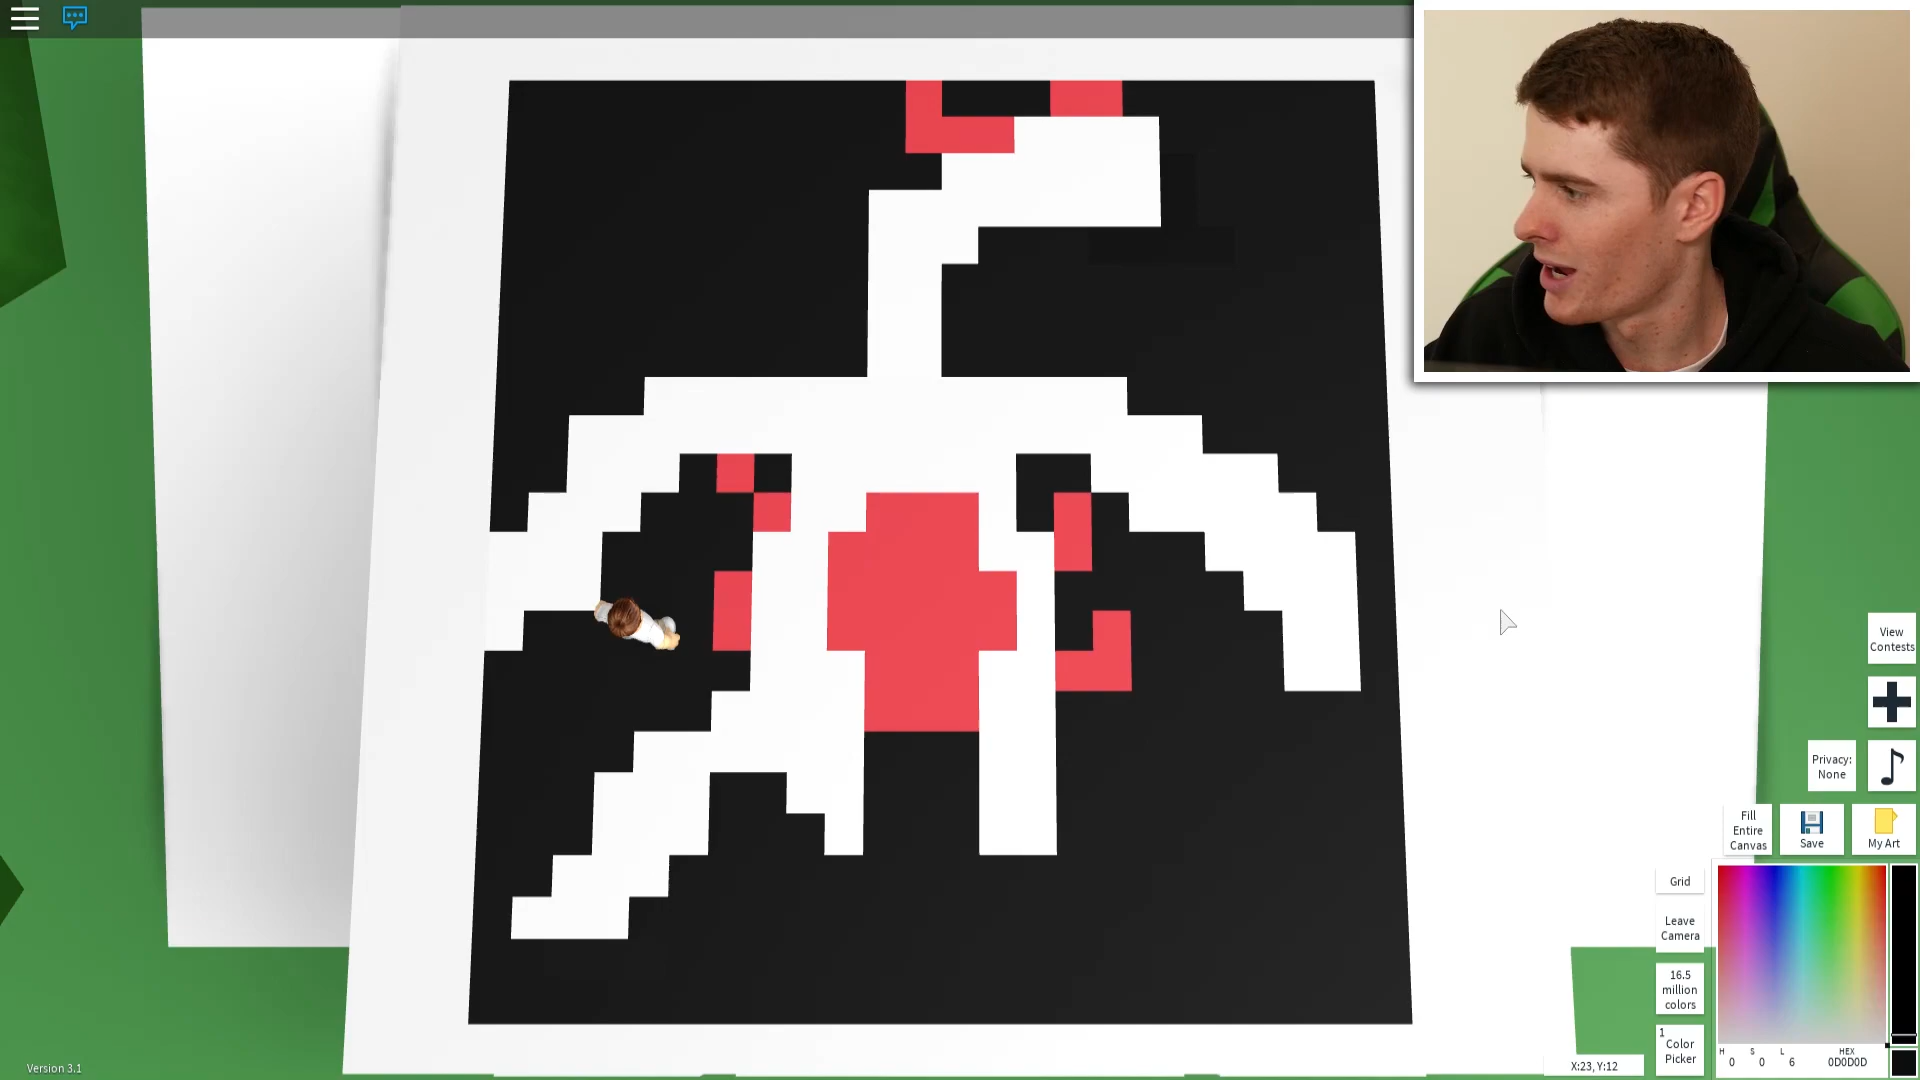 View
Contests
Privacy:
None
Fill
Entire
Canvas
Save
My Art
Grid
Leave
Camera
16.5
million
colors
1
Color
Picker
H S L HEX
0 0 6 0D0D0D
X:23, Y:12
Version 3.1